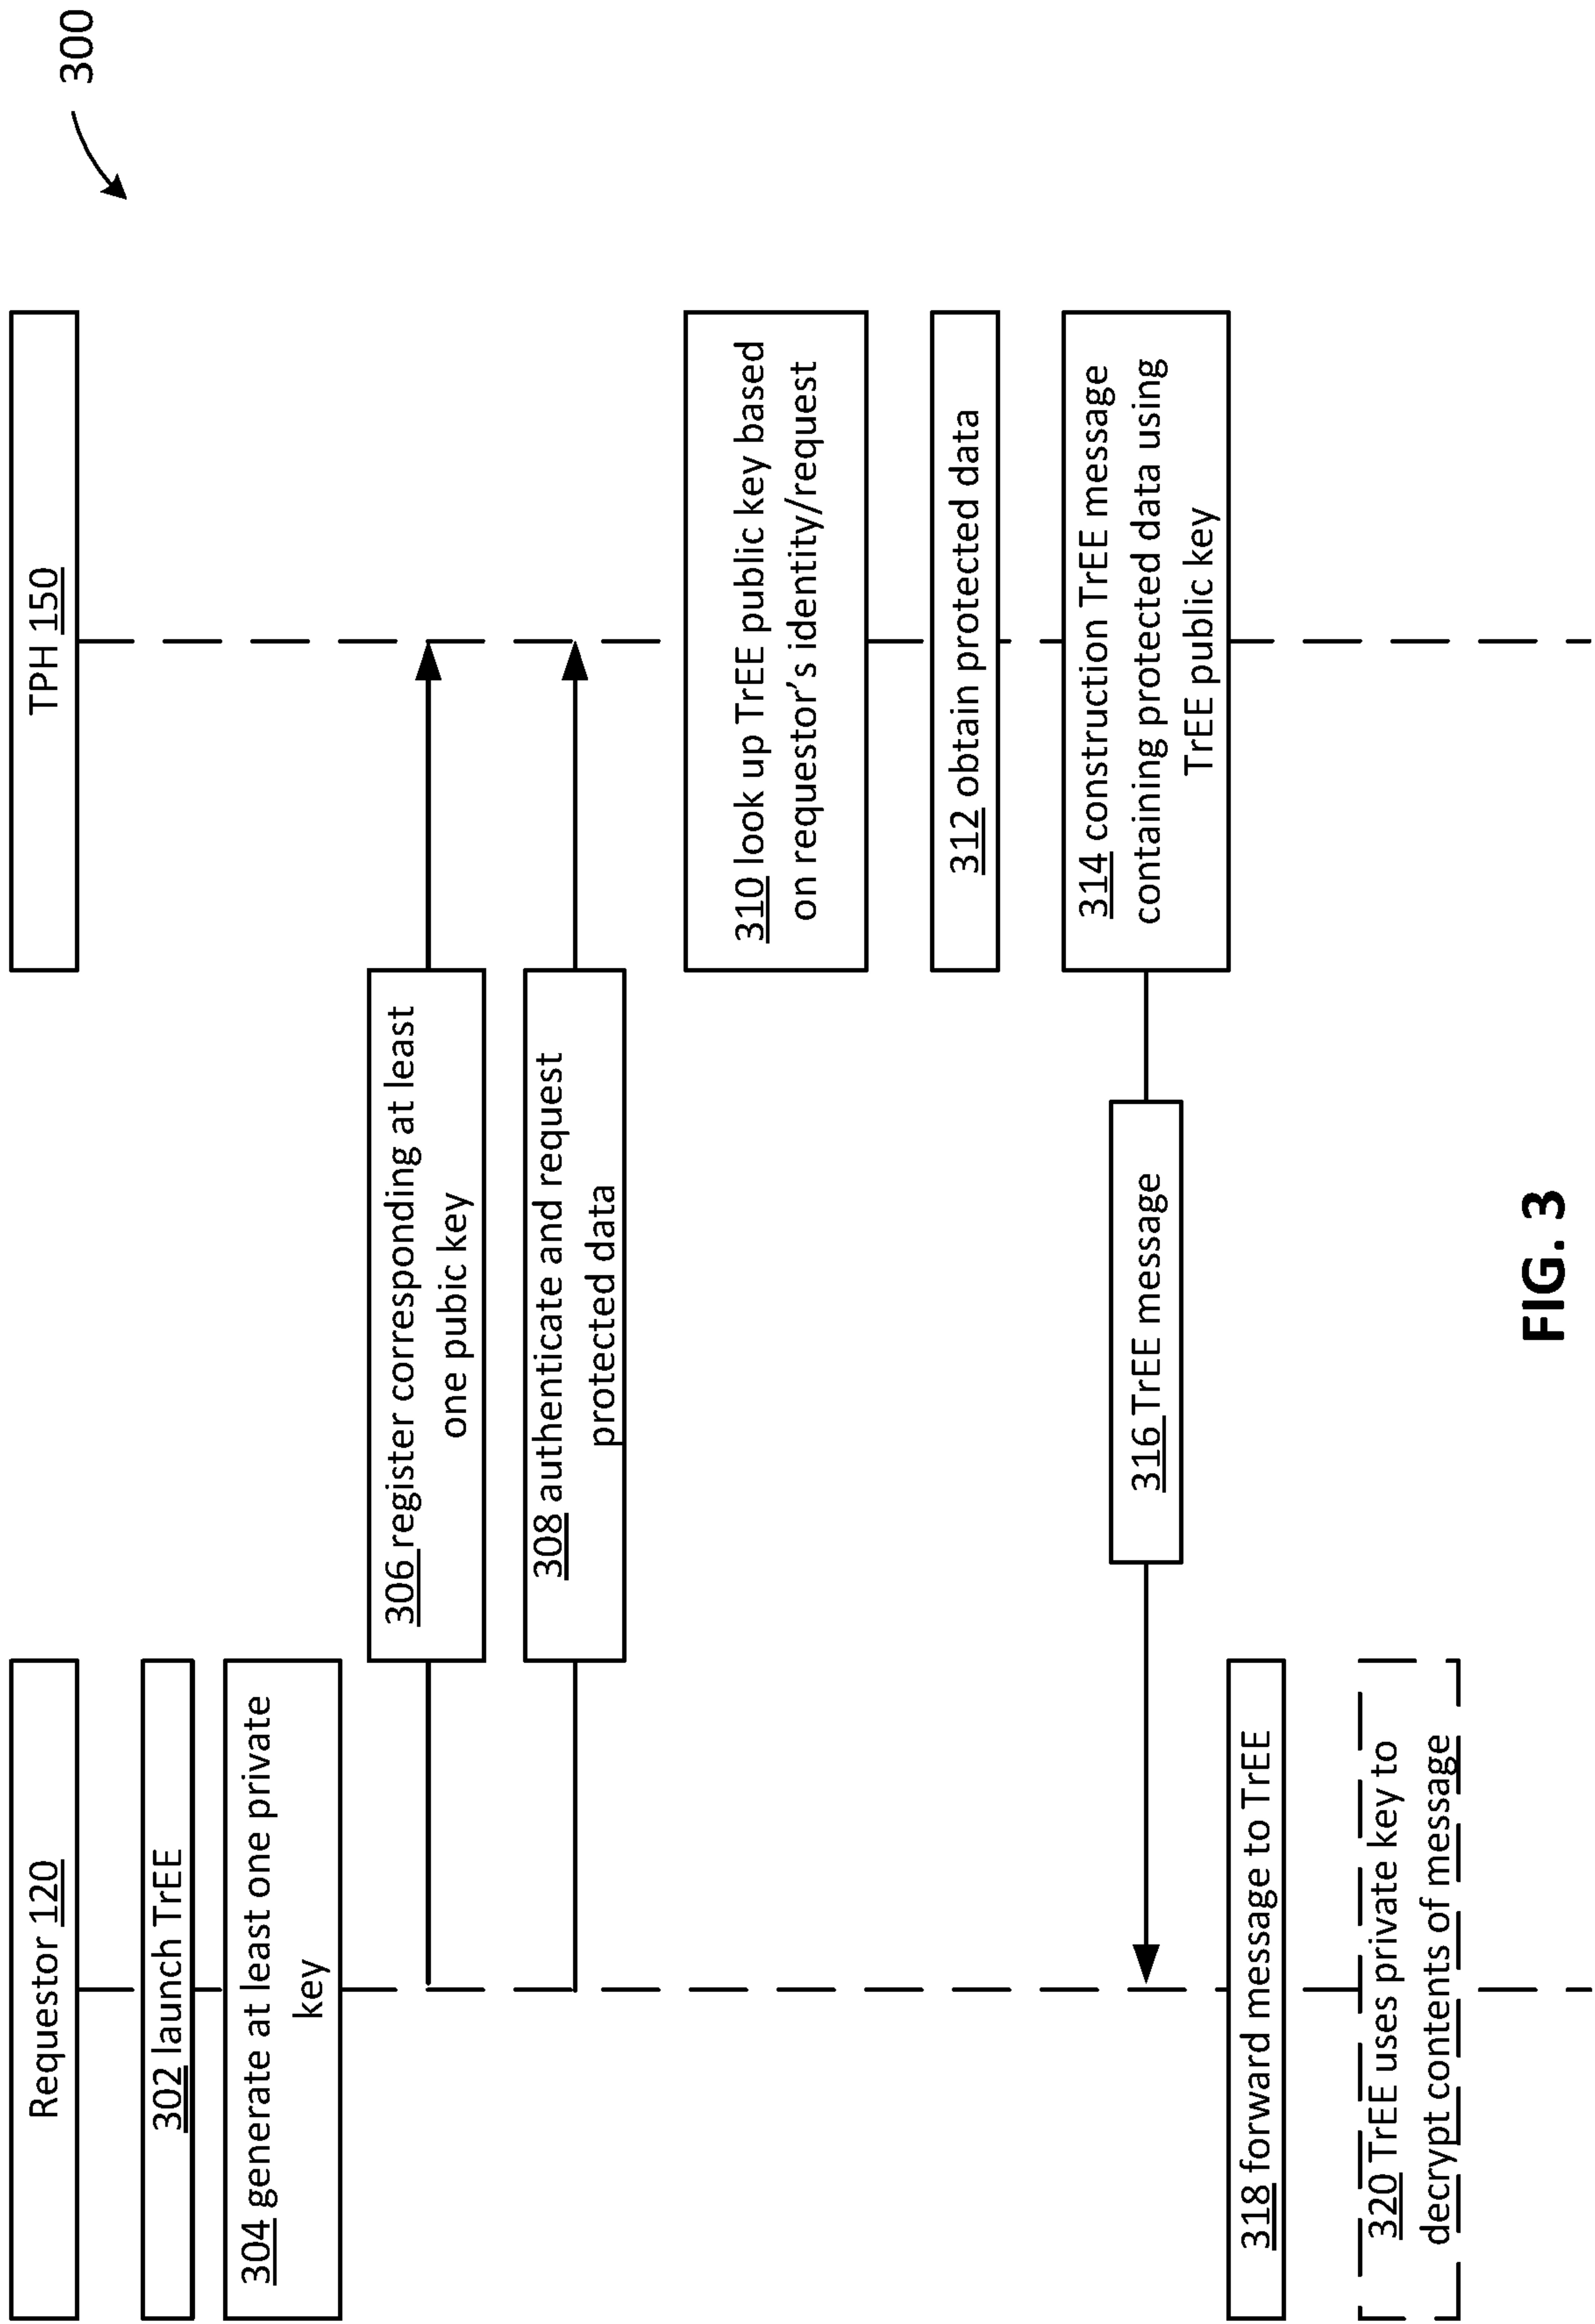 300
Requestor 120
TPH 150
302 launch TrEE
304 generate at least one private
key
306 register corresponding at least
one pubic key
308 authenticate and request
protected data
310 look up TrEE public key based
on requestor's identity/request
312 obtain protected data
314 construction TrEE message
containing protected data using
TrEE public key
316 TrEE message
318 forward message to TrEE
320 TrEE uses private key to
decrypt contents of message
FIG. 3